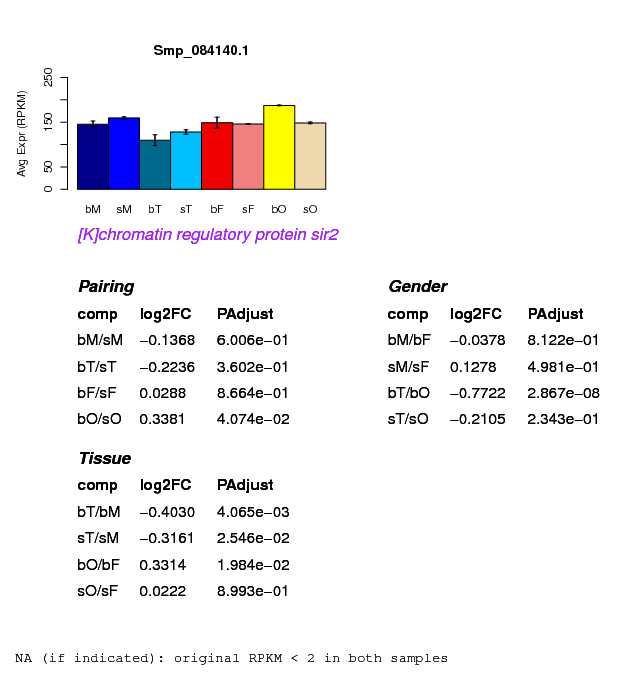 Smp_084140.1
Avg Expr (RPKM)
250
150
50
0
bM sM bT sT bF sF bO sO
[K]chromatin regulatory protein sir2
Pairing
comp log2FC PAdjust
bM/sM −0.1368 6.006e−01
bT/sT −0.2236 3.602e−01
bF/sF 0.0288 8.664e−01
bO/sO 0.3381 4.074e−02
Gender
comp log2FC PAdjust
bM/bF −0.0378 8.122e−01
sM/sF 0.1278 4.981e−01
bT/bO −0.7722 2.867e−08
sT/sO −0.2105 2.343e−01
Tissue
comp log2FC PAdjust
bT/bM −0.4030 4.065e−03
sT/sM −0.3161 2.546e−02
bO/bF 0.3314 1.984e−02
sO/sF 0.0222 8.993e−01
NA (if indicated): original RPKM < 2 in both samples